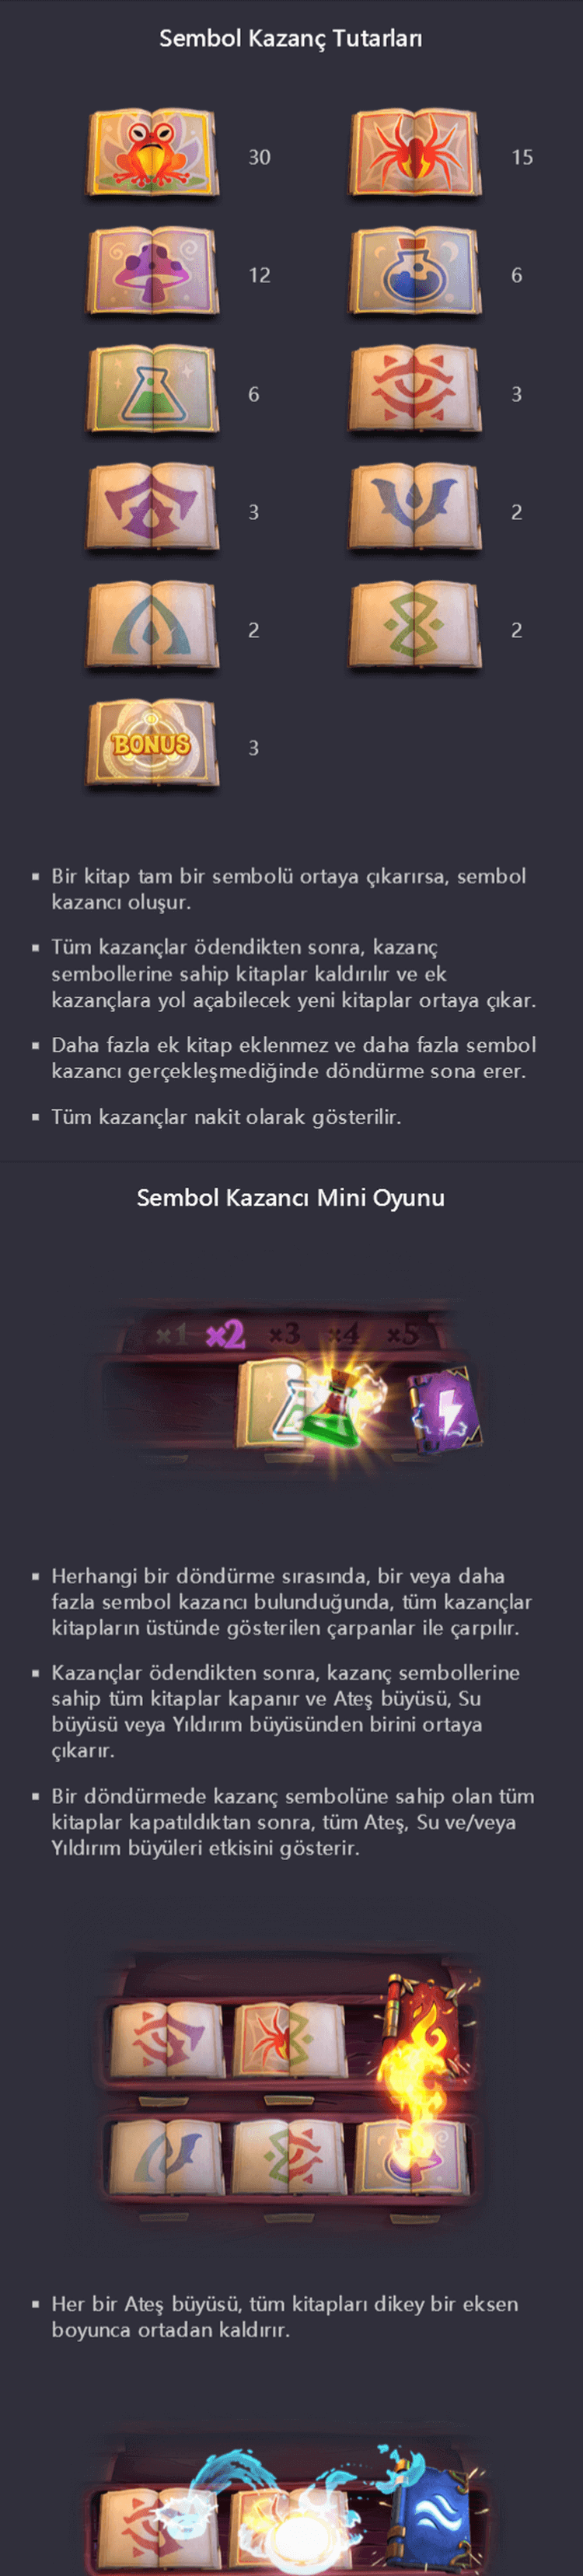 Sembol Kazanç Tutarları
30
15
12
6
6
3
3
2
2
2
BONUS
3
Bir kitap tam bir sembolü ortaya çıkarırsa, sembol
kazancı oluşur.
Tüm kazançlar ödendikten sonra, kazanç
sembollerine sahip kitaplar kaldırılır ve ek
kazançlara yol açabilecek yeni kitaplar ortaya çıkar.
Daha fazla ek kitap eklenmez ve daha fazla sembol
kazancı gerçekleşmediğinde döndürme sona erer.
Tüm kazançlar nakit olarak gösterilir.
Sembol Kazancı Mini Oyunu
x1 x2 x3 x4 x5
Herhangi bir döndürme sırasında, bir veya daha
fazla sembol kazancı bulunduğunda, tüm kazançlar
kitapların üstünde gösterilen çarpanlar ile çarpılır.
Kazançlar ödendikten sonra, kazanç sembollerine
sahip tüm kitaplar kapanır ve Ateş büyüsü, Su
büyüsü veya Yıldırım büyüsünden birini ortaya
çıkarır.
Bir döndürmede kazanç sembolüne sahip olan tüm
kitaplar kapatıldıktan sonra, tüm Ateş, Su ve/veya
Yıldırım büyüleri etkisini gösterir.
Her bir Ateş büyüsü, tüm kitapları dikey bir eksen
boyunca ortadan kaldırır.